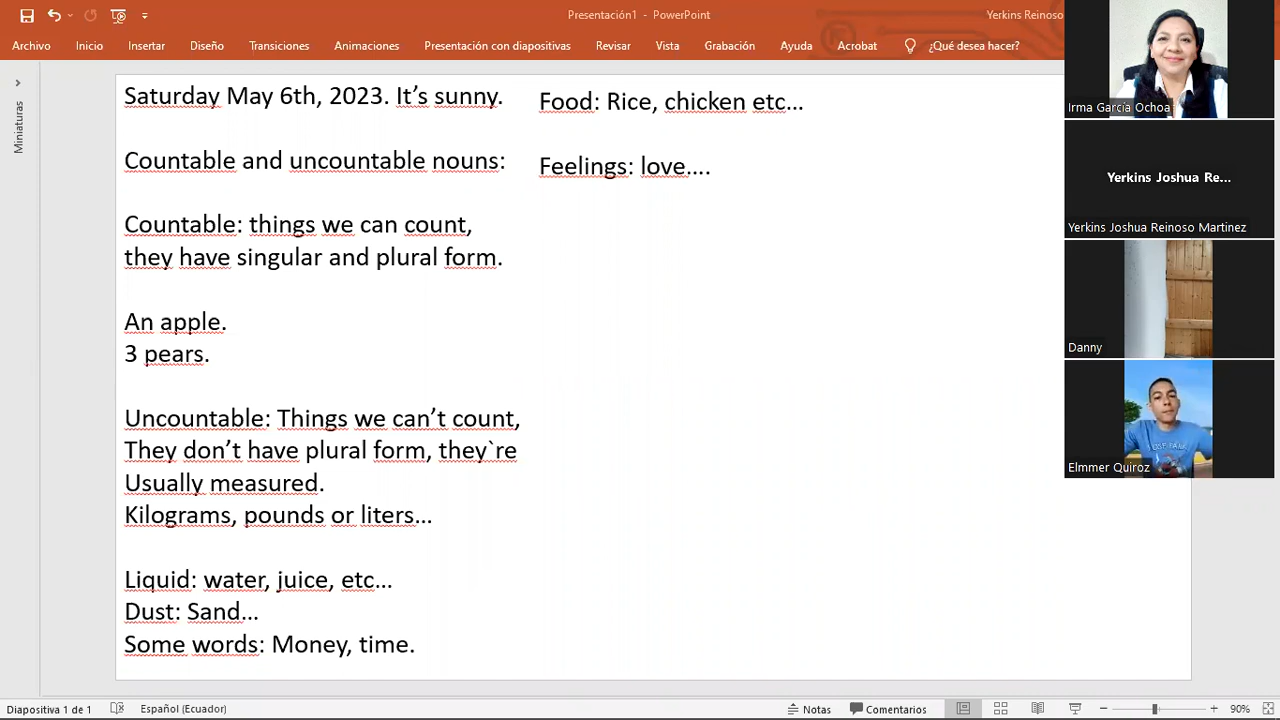 Presentación1 - PowerPoint
Yerkins Reinoso
Archivo
Inicio
Insertar
Diseño
Transiciones
Animaciones
Presentación con diapositivas
Revisar
Vista
Grabación
Ayuda
Acrobat
¿Qué desea hacer?
Miniaturas
Saturday May 6th, 2023. It’s sunny.
Countable and uncountable nouns:
Countable: things we can count,
they have singular and plural form.
An apple.
3 pears.
Uncountable: Things we can’t count,
They don’t have plural form, they`re
Usually measured.
Kilograms, pounds or liters…
Liquid: water, juice, etc…
Dust: Sand…
Some words: Money, time.
Food: Rice, chicken etc…
Feelings: love….
Irma García Ochoa
Yerkins Joshua Re...
Yerkins Joshua Reinoso Martinez
Danny
Elmmer Quiroz
Diapositiva 1 de 1
Español (Ecuador)
Notas
Comentarios
90%